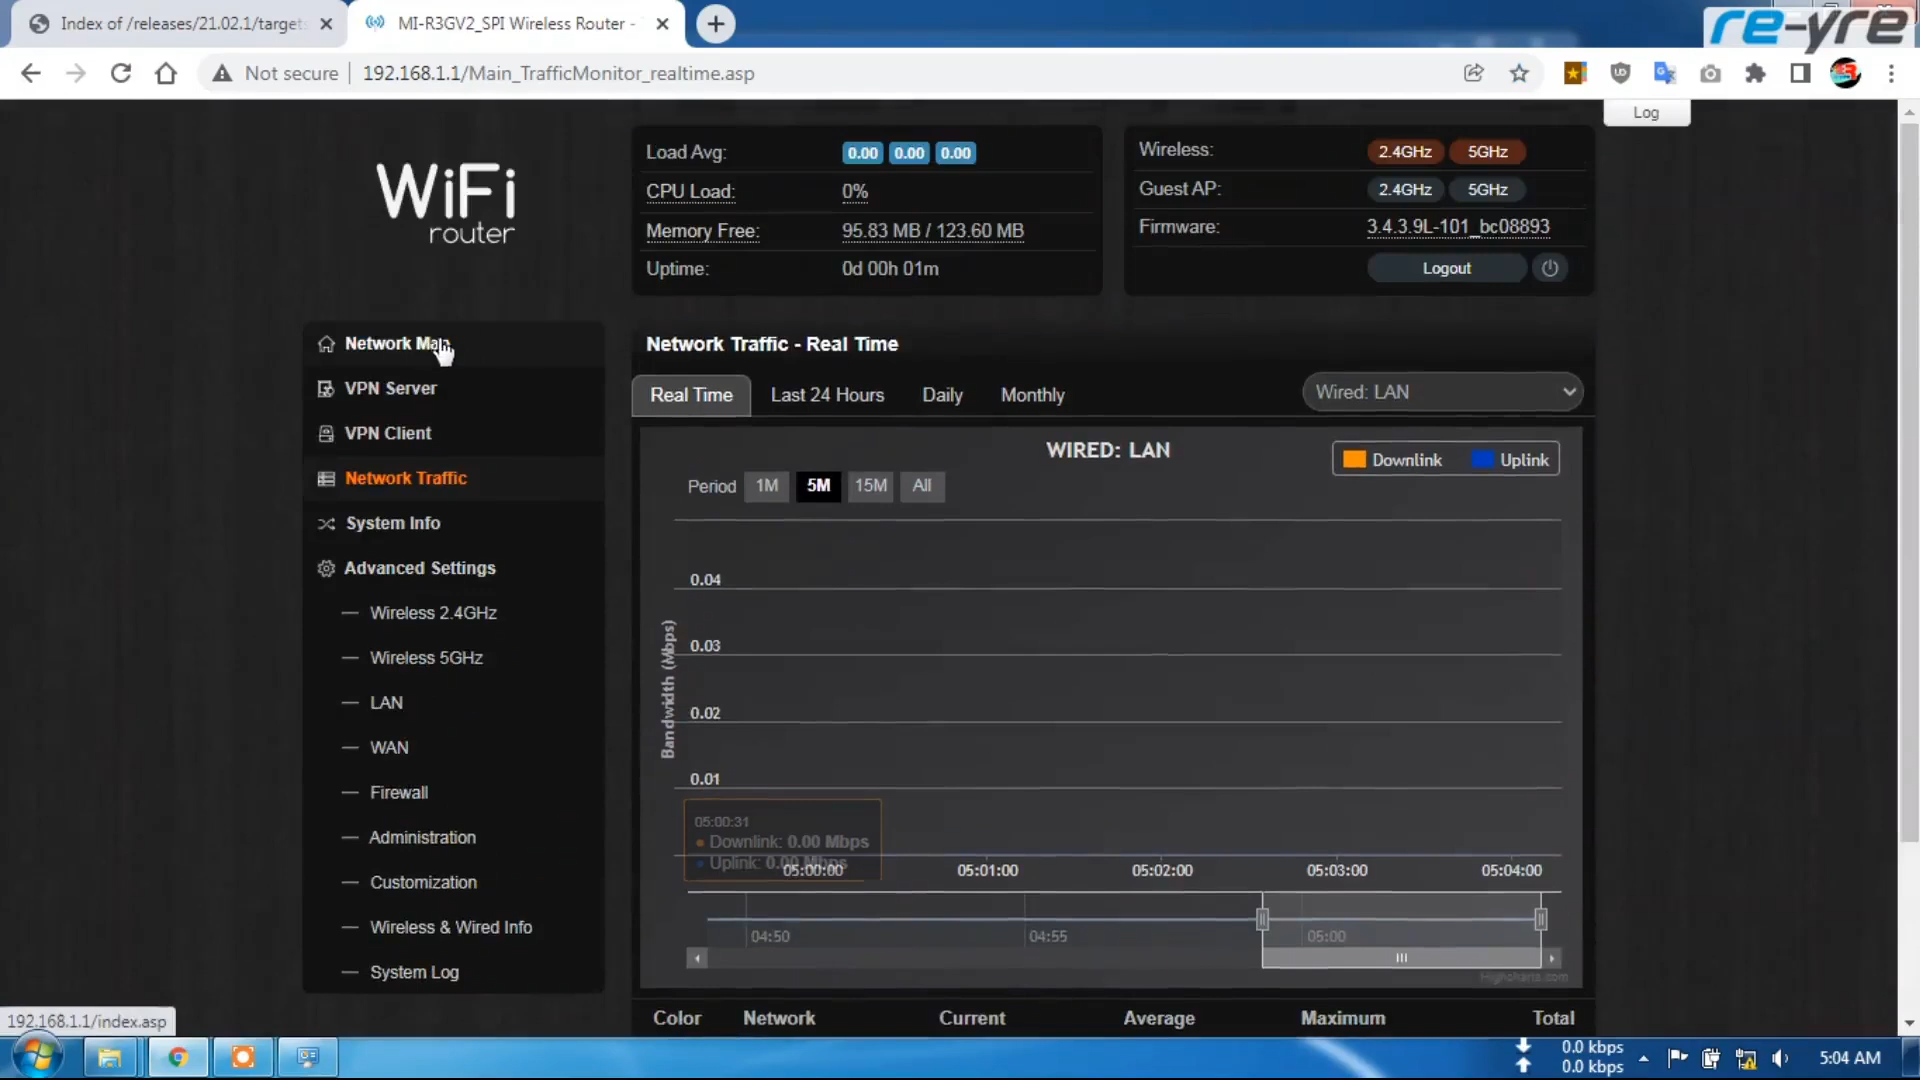 Index of /releases/21.02.1/target
MI-R3GV2_SPI Wireless Router -
re-yre
Not secure
192.168.1.1/Main_TrafficMonitor_realtime.asp
Log
WiFi
router
Load Avg: 0.00 0.00 0.00
CPU Load: 0%
Memory Free: 95.83 MB / 123.60 MB
Uptime: 0d 00h 01m
Wireless: 2.4GHz 5GHz
Guest AP: 2.4GHz 5GHz
Firmware: 3.4.3.9L-101_bc08893
Logout
Network Map
VPN Server
VPN Client
Network Traffic
System Info
Advanced Settings
Wireless 2.4GHz
Wireless 5GHz
LAN
WAN
Firewall
Administration
Customization
Wireless & Wired Info
System Log
Network Traffic - Real Time
Real Time Last 24 Hours Daily Monthly
Wired: LAN
WIRED: LAN
Downlink Uplink
Period 1M 5M 15M All
Bandwidth (Mbps)
0.04
0.03
0.02
0.01
05:00:31
Downlink: 0.00 Mbps
Uplink: 0.00 Mbps
05:00:00 05:01:00 05:02:00 05:03:00 05:04:00
04:50 04:55 05:00
Highcharts.com
Color Network Current Average Maximum Total
192.168.1.1/index.asp
0.0 kbps
0.0 kbps
5:04 AM